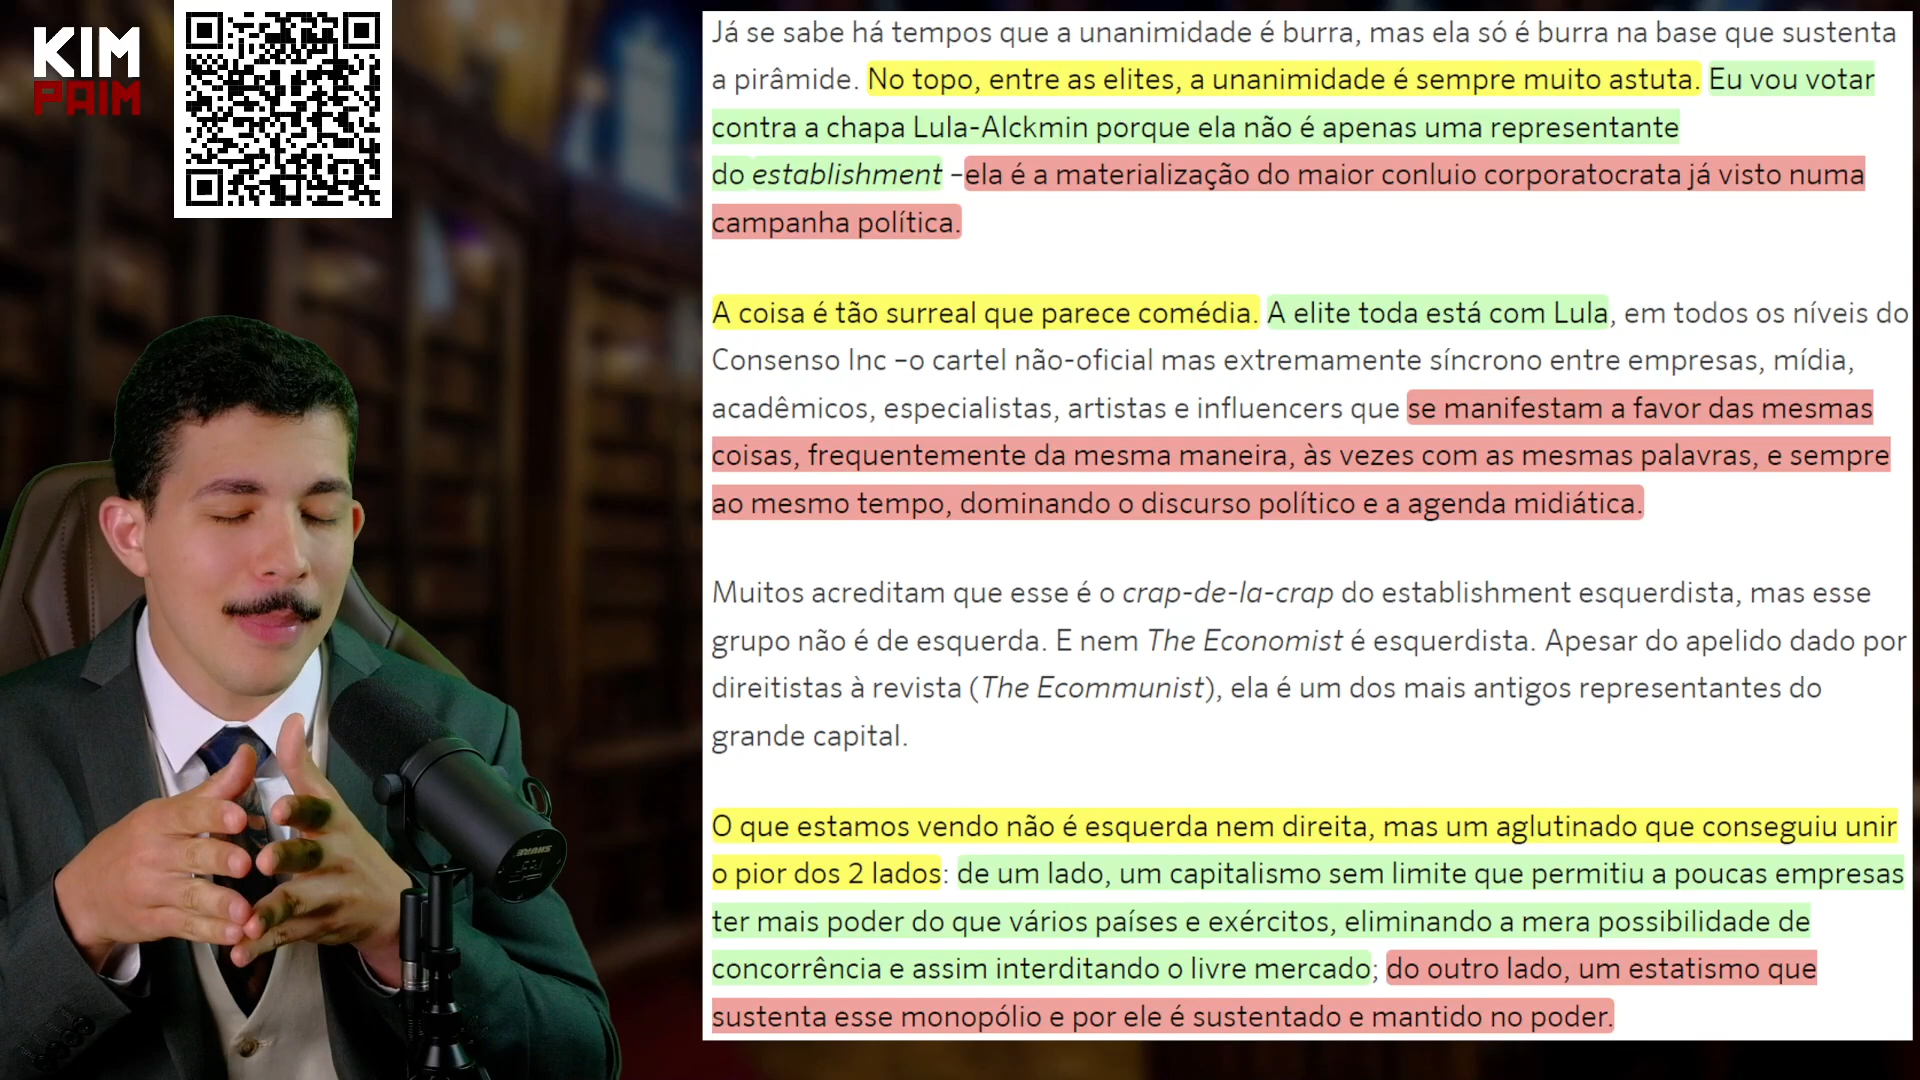 KIM
PAIM
Já se sabe há tempos que a unanimidade é burra, mas ela só é burra na base que sustenta
a pirâmide. No topo, entre as elites, a unanimidade é sempre muito astuta. Eu vou votar
contra a chapa Lula-Alckmin porque ela não é apenas uma representante
do establishment –ela é a materialização do maior conluio corporatocrata já visto numa
campanha política.
A coisa é tão surreal que parece comédia. A elite toda está com Lula, em todos os níveis do
Consenso Inc –o cartel não-oficial mas extremamente síncrono entre empresas, mídia,
acadêmicos, especialistas, artistas e influencers que se manifestam a favor das mesmas
coisas, frequentemente da mesma maneira, às vezes com as mesmas palavras, e sempre
ao mesmo tempo, dominando o discurso político e a agenda midiática.
Muitos acreditam que esse é o crap-de-la-crap do establishment esquerdista, mas esse
grupo não é de esquerda. E nem The Economist é esquerdista. Apesar do apelido dado por
direitistas à revista (The Ecommunist), ela é um dos mais antigos representantes do
grande capital.
O que estamos vendo não é esquerda nem direita, mas um aglutinado que conseguiu unir
o pior dos 2 lados: de um lado, um capitalismo sem limite que permitiu a poucas empresas
ter mais poder do que vários países e exércitos, eliminando a mera possibilidade de
concorrência e assim interditando o livre mercado; do outro lado, um estatismo que
sustenta esse monopólio e por ele é sustentado e mantido no poder.
SHURE